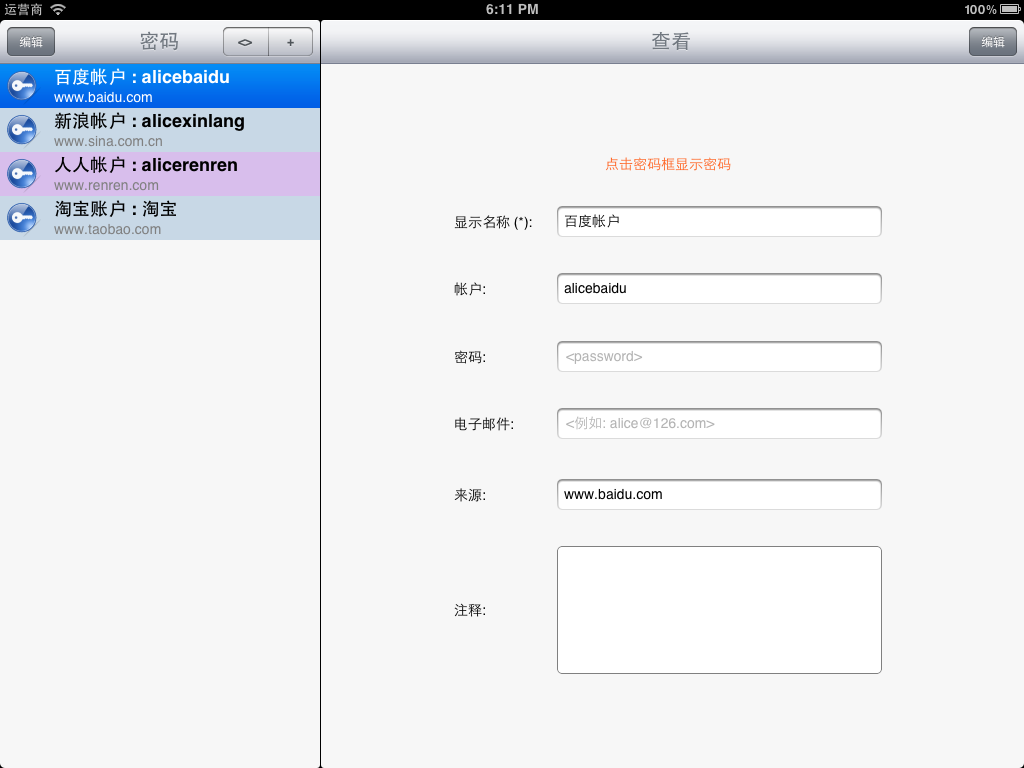 运营商 6:11 PM 100%
编辑 密码 <> +
查看 编辑
百度帐户 : alicebaidu
www.baidu.com
新浪帐户 : alicexinlang
www.sina.com.cn
人人帐户 : alicerenren
www.renren.com
淘宝账户 : 淘宝
www.taobao.com
点击密码框显示密码
显示名称 (*): 百度帐户
帐户: alicebaidu
密码: <password>
电子邮件: <例如: alice@126.com>
来源: www.baidu.com
注释: